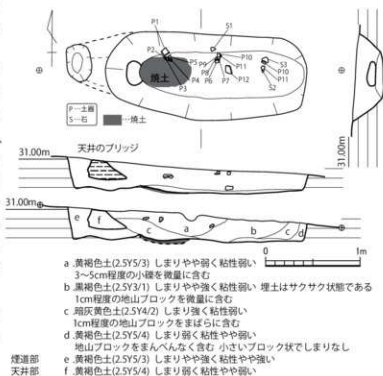 P1
S1
P2
P5
P9
P10
S3
P8
P11
P10
焼土
P4
P6
P7
P12
P11
P3
S2
P…土器
S…石
…焼土
31.00m
天井のブリッジ
31.00m
31.00m
e
f
c
a
b
c
d
0
1m
a .黄褐色土(2.5Y5/3) しまりやや弱く粘性弱い
3〜5cm程度の小礫を微量に含む
b .黒褐色土(2.5Y3/1) しまりやや強く粘性弱い 埋土はサクサク状態である
1cm程度の地山ブロックを微量に含む
c .暗灰黄色土(2.5Y4/2) しまり強く粘性弱い
1cm程度の地山ブロックをまばらに含む
d .黄褐色土(2.5Y5/4) しまり弱く粘性やや弱い
地山ブロックをまんべんなく含む 小さいブロック状でしまりなし
煙道部 e .黄褐色土(2.5Y5/3) しまりやや強く粘性やや強い
天井部 f .黄褐色土(2.5Y5/4) しまり弱く粘性やや弱い